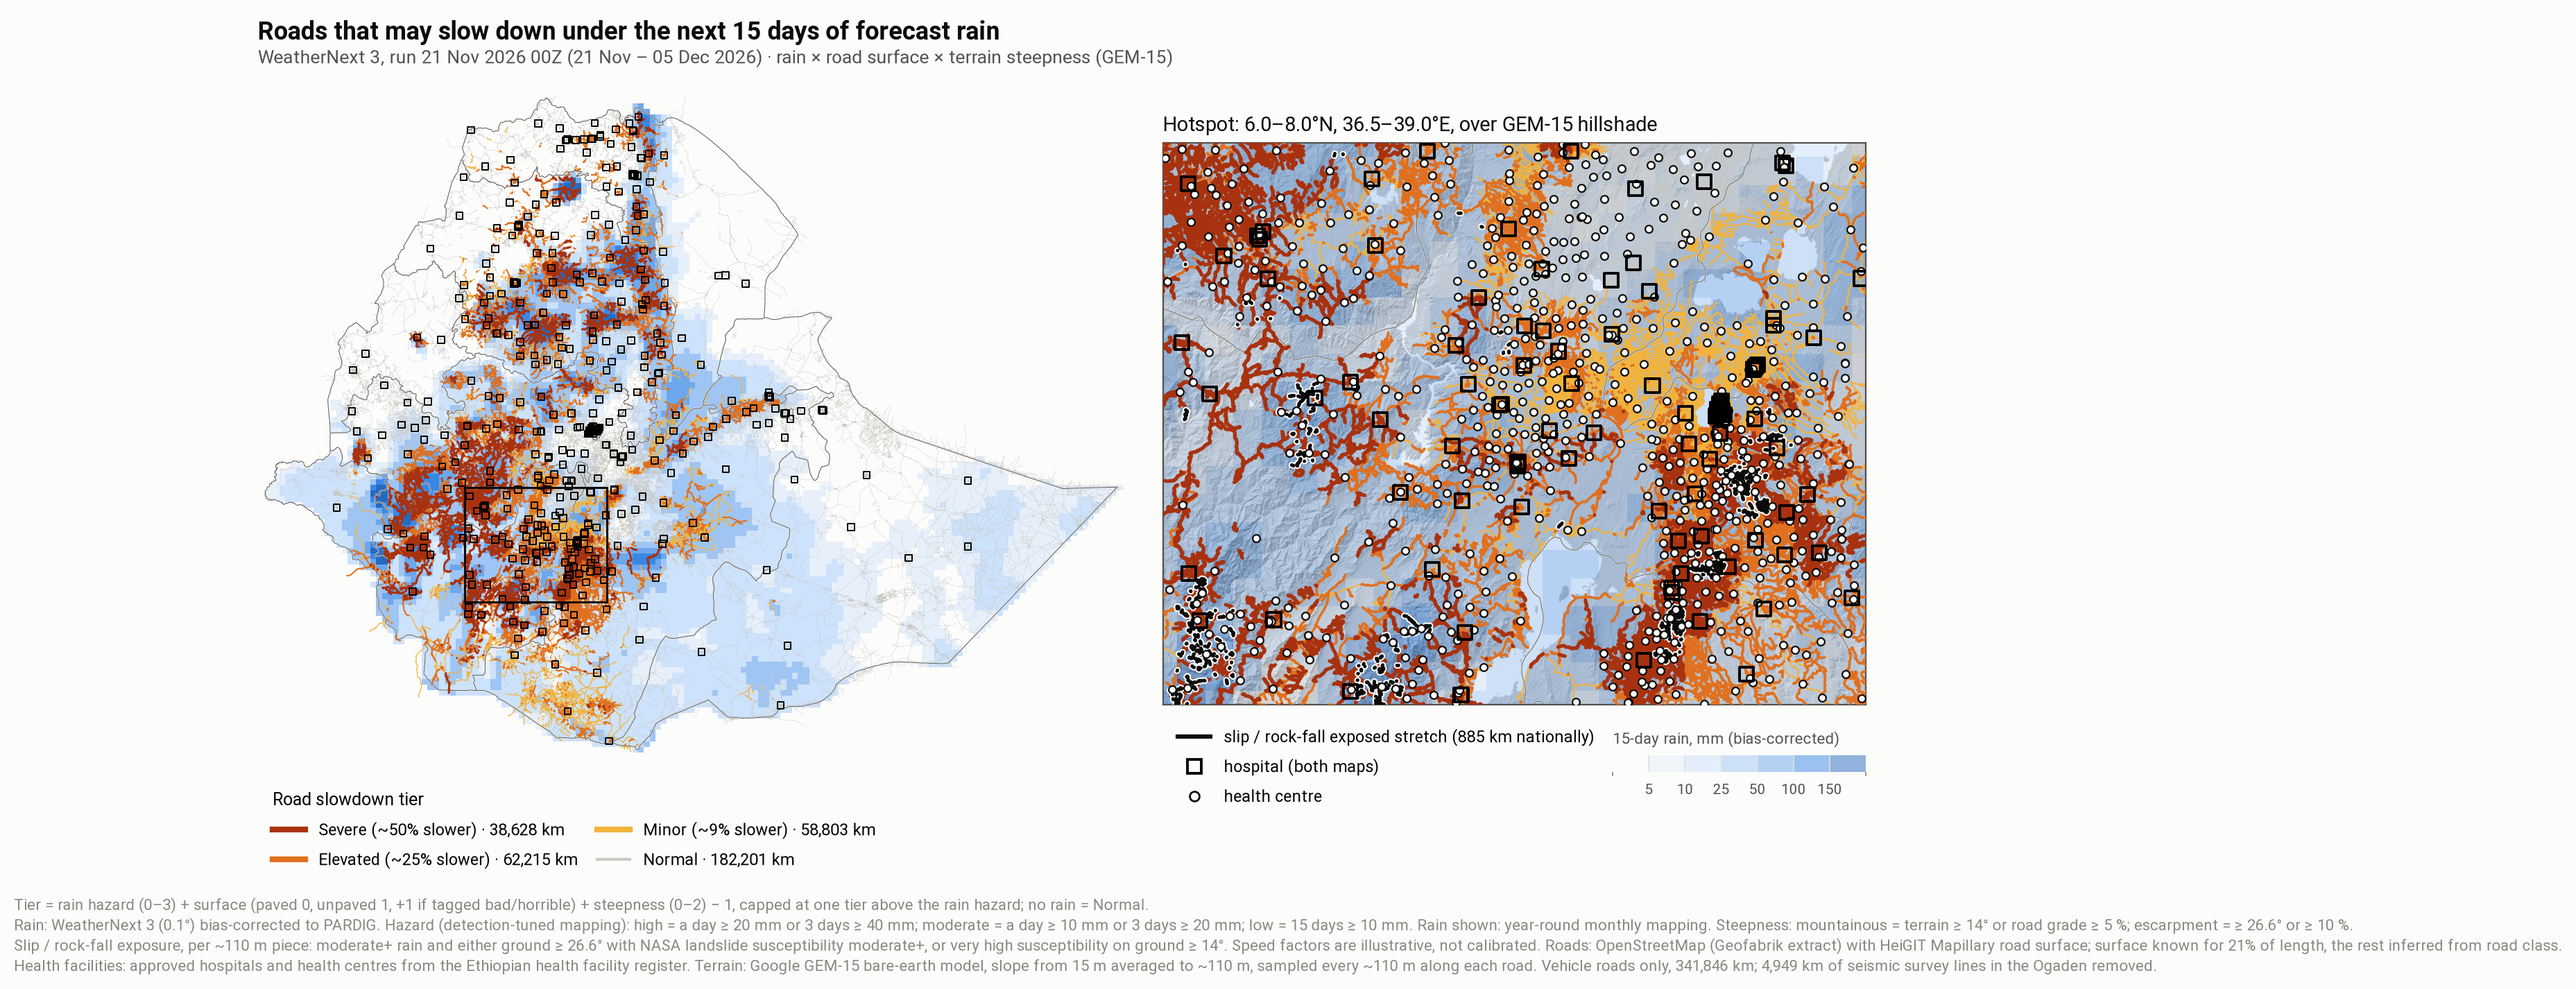 Roads that may slow down under the next 15 days of forecast rain
WeatherNext 3, run 21 Nov 2026 00Z (21 Nov – 05 Dec 2026) · rain × road surface × terrain steepness (GEM-15)
Hotspot: 6.0–8.0°N, 36.5–39.0°E, over GEM-15 hillshade
slip / rock-fall exposed stretch (885 km nationally)
hospital (both maps)
health centre
15-day rain, mm (bias-corrected)
5 10 25 50 100 150
Road slowdown tier
Severe (~50% slower) · 38,628 km
Minor (~9% slower) · 58,803 km
Elevated (~25% slower) · 62,215 km
Normal · 182,201 km
Tier = rain hazard (0–3) + surface (paved 0, unpaved 1, +1 if tagged bad/horrible) + steepness (0–2) − 1, capped at one tier above the rain hazard; no rain = Normal.
Rain: WeatherNext 3 (0.1°) bias-corrected to PARDIG. Hazard (detection-tuned mapping): high = a day ≥ 20 mm or 3 days ≥ 40 mm; moderate = a day ≥ 10 mm or 3 days ≥ 20 mm; low = 15 days ≥ 10 mm. Rain shown: year-round monthly mapping. Steepness: mountainous = terrain ≥ 14° or road grade ≥ 5 %; escarpment = ≥ 26.6° or ≥ 10 %.
Slip / rock-fall exposure, per ~110 m piece: moderate+ rain and either ground ≥ 26.6° with NASA landslide susceptibility moderate+, or very high susceptibility on ground ≥ 14°. Speed factors are illustrative, not calibrated. Roads: OpenStreetMap (Geofabrik extract) with HeiGIT Mapillary road surface; surface known for 21% of length, the rest inferred from road class.
Health facilities: approved hospitals and health centres from the Ethiopian health facility register. Terrain: Google GEM-15 bare-earth model, slope from 15 m averaged to ~110 m, sampled every ~110 m along each road. Vehicle roads only, 341,846 km; 4,949 km of seismic survey lines in the Ogaden removed.